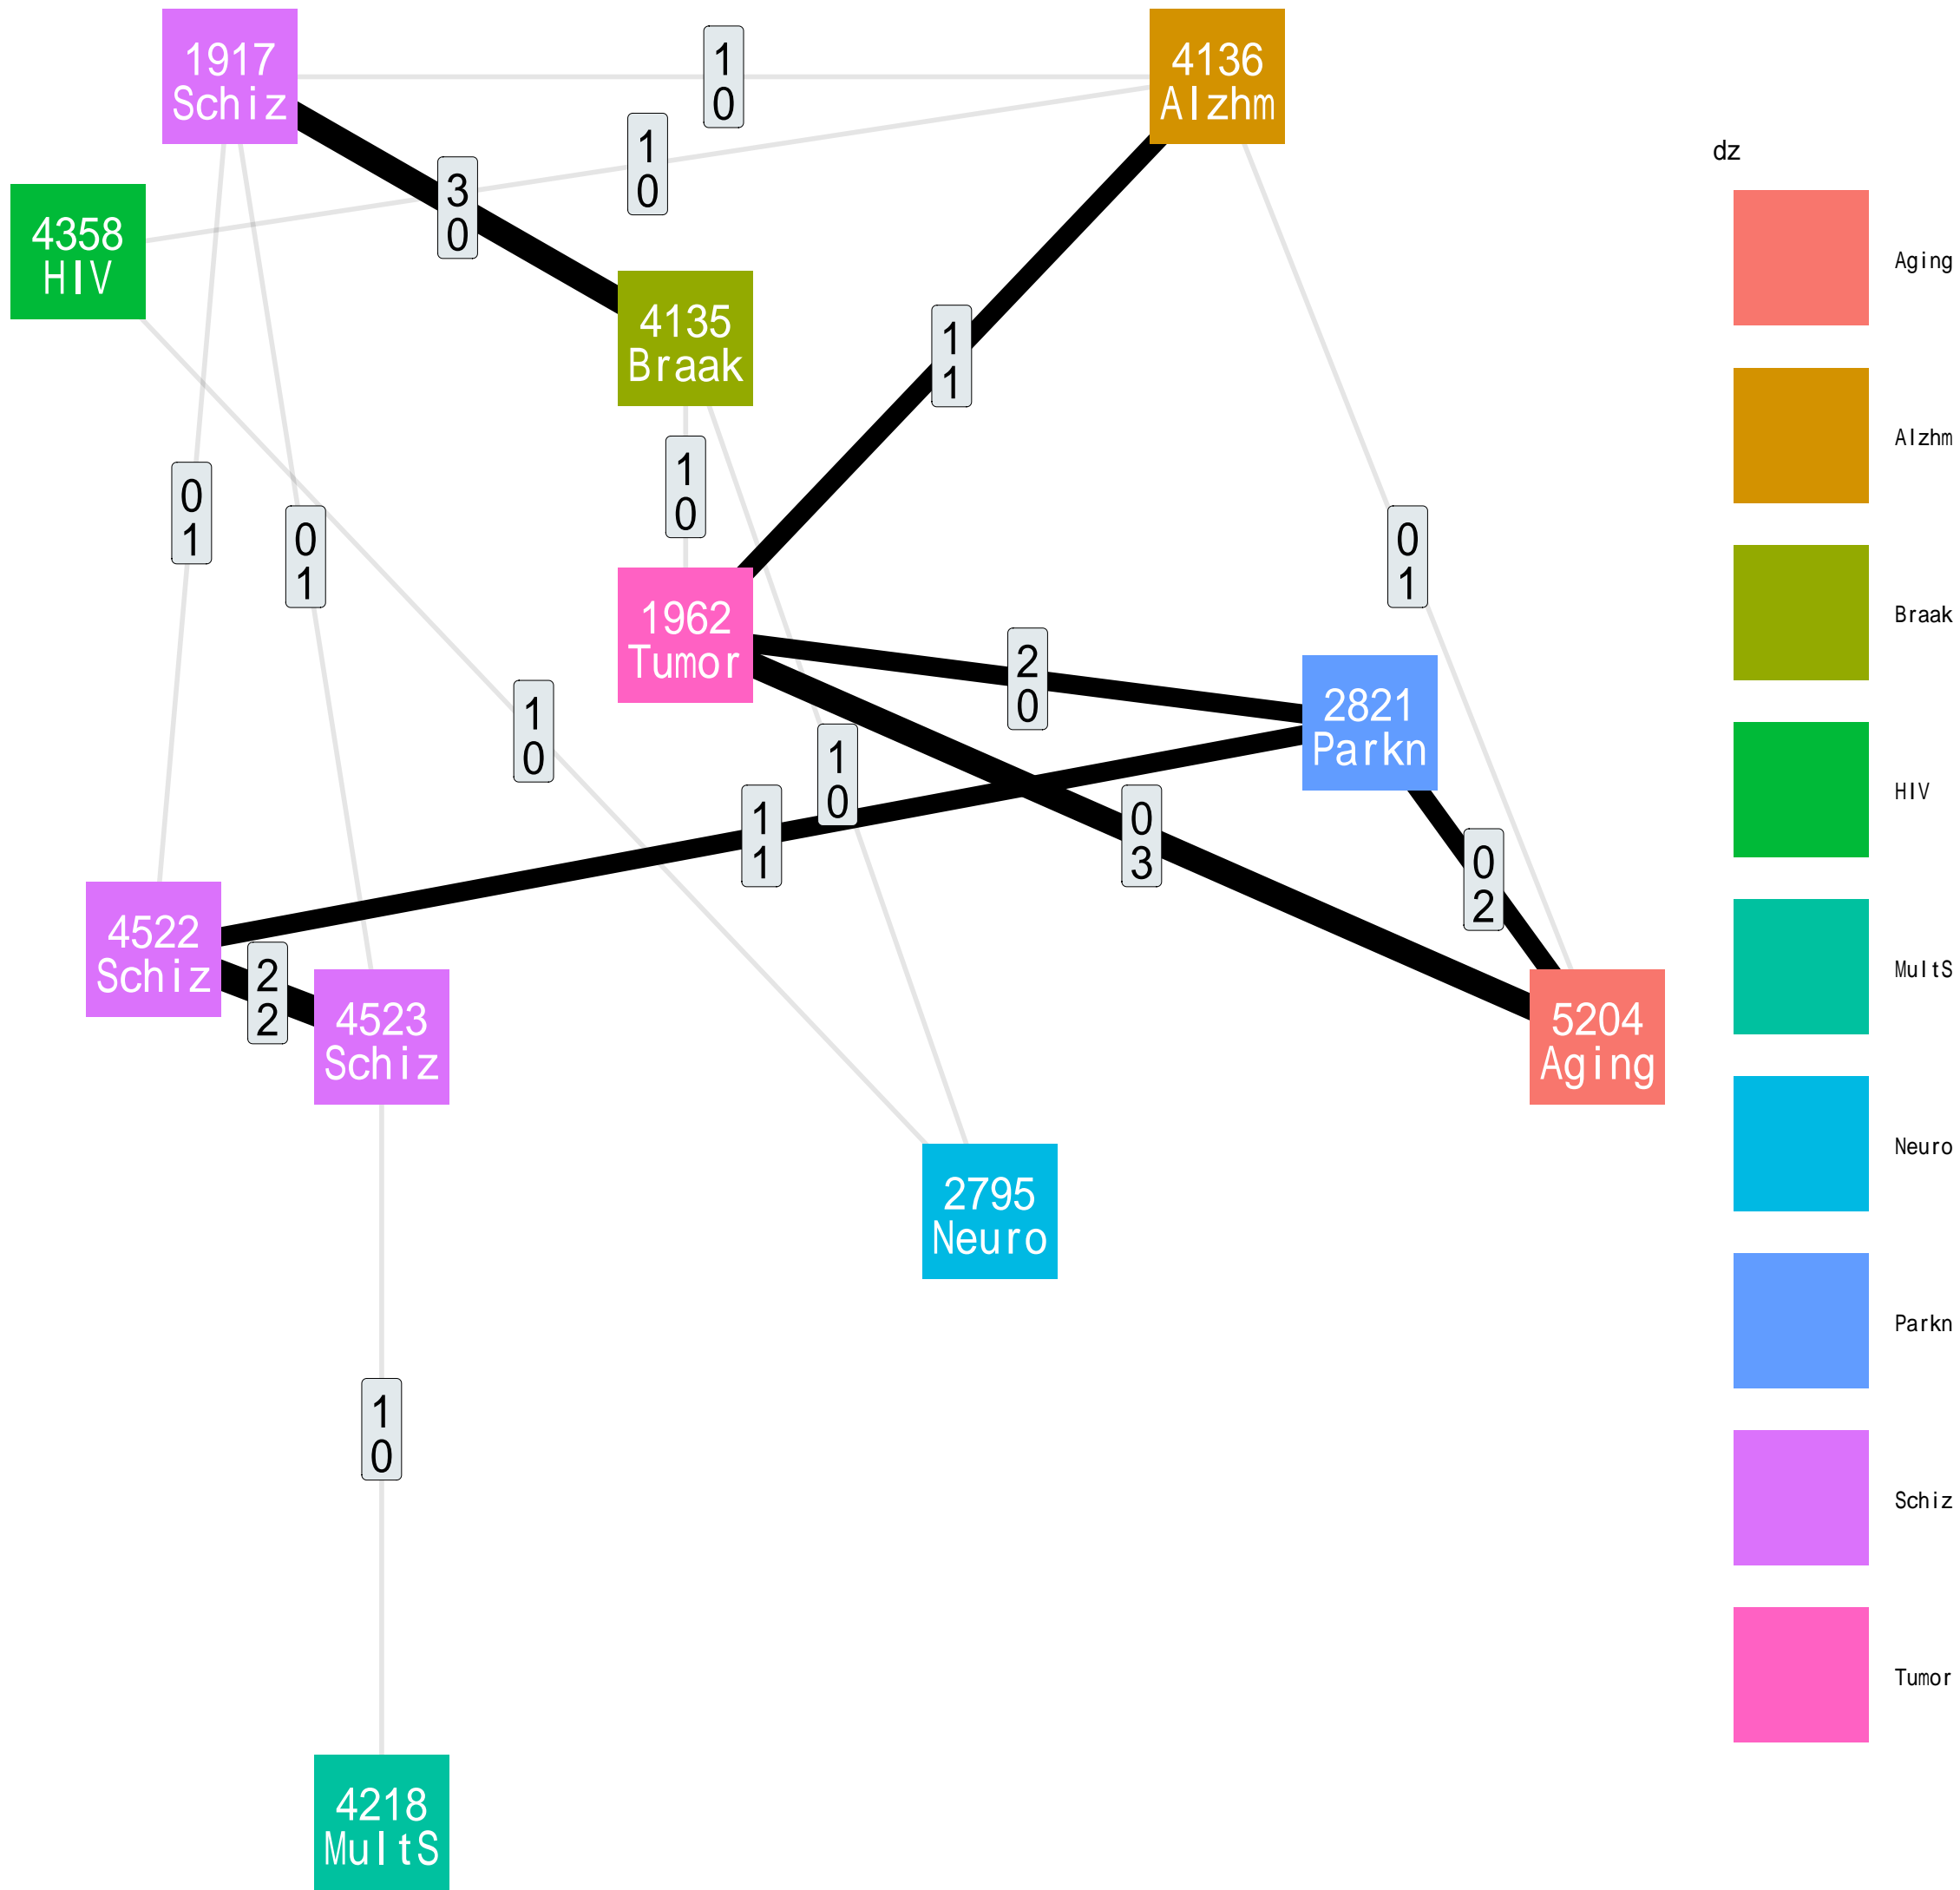 1917
Schiz
4136
Alzhm
1
0
1
0
dz
3
0
4358
HIV
Aging
4135
Braak
1
1
Alzhm
1
0
0
1
0
1
0
1
Braak
1962
Tumor
2
0
2821
Parkn
1
0
1
0
HIV
1
1
0
3
0
2
4522
Schiz
2
2
4523
Schiz
5204
Aging
MultS
Neuro
2795
Neuro
Parkn
1
0
Schiz
Tumor
4218
MultS